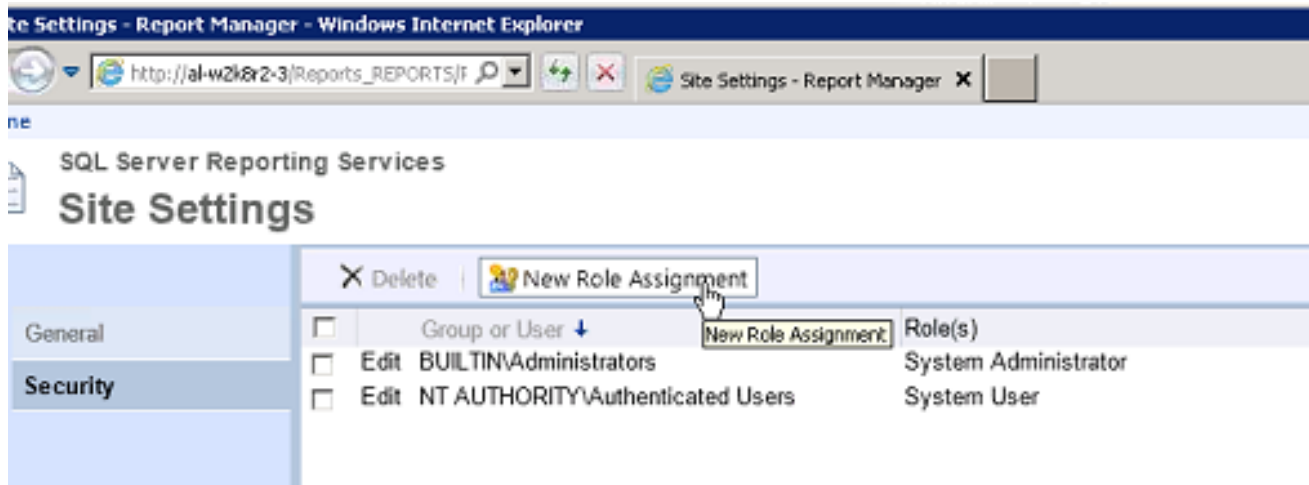 te Settings - Report Manager - Windows Internet Explorer
http://al-w2k8r2-3/Reports_REPORTS/F Site Settings - Report Manager
me
SQL Server Reporting Services
Site Settings
Delete New Role Assignment
General Group or User New Role Assignment Role(s)
Edit BUILTIN\Administrators System Administrator
Security
Edit NT AUTHORITY\Authenticated Users System User